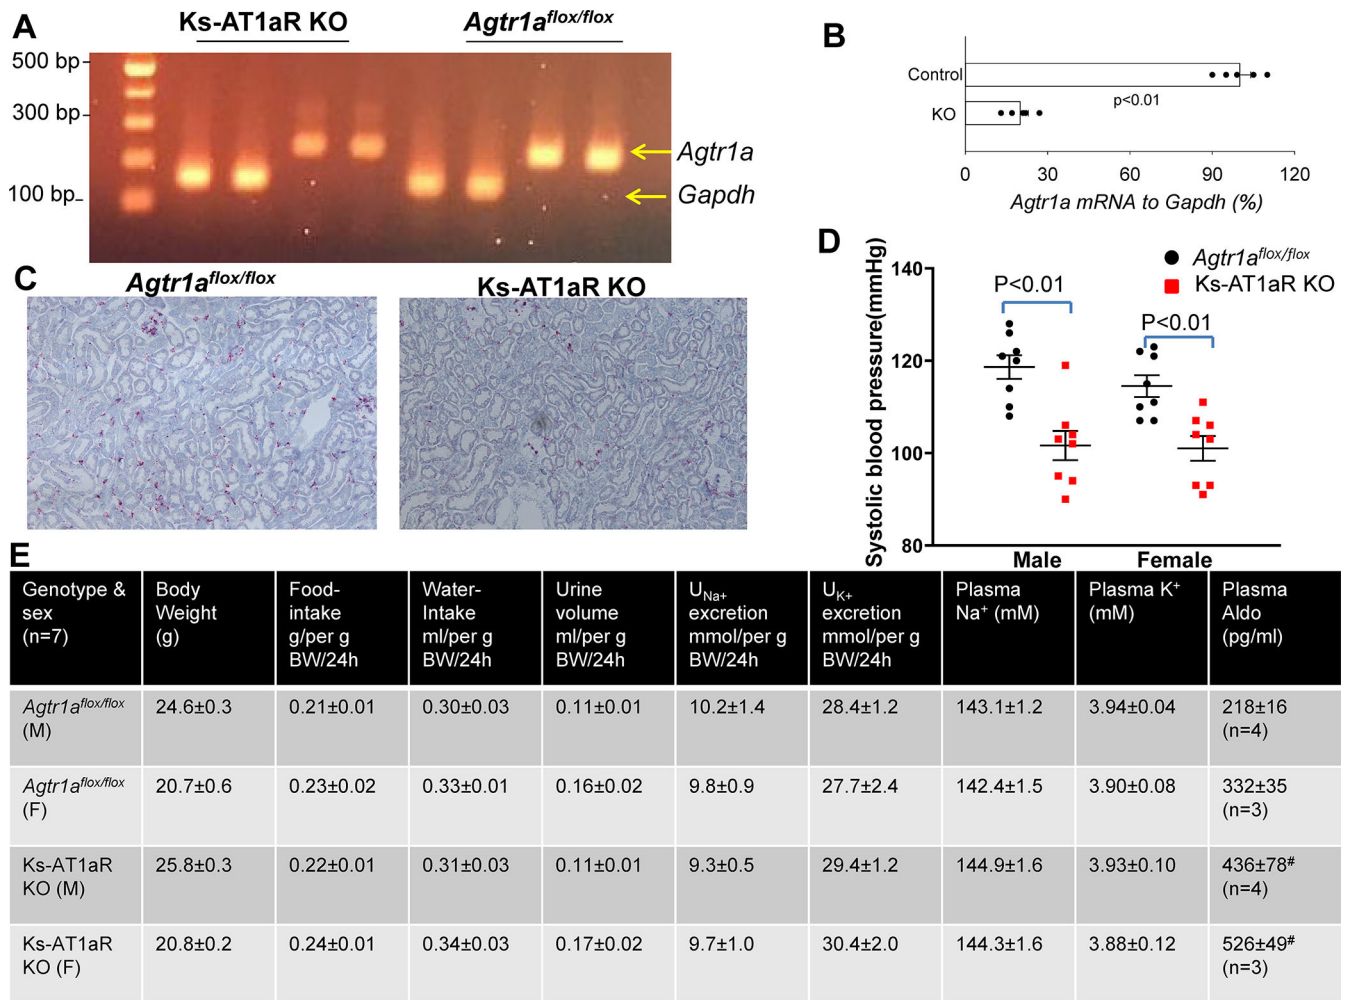 A
Ks-AT1aR KO
Agtr1a^flox/flox
500 bp
300 bp
100 bp
Agtr1a
Gapdh
B
Control
KO
p<0.01
0 30 60 90 120
Agtr1a mRNA to Gapdh (%)
C
Agtr1a^flox/flox
Ks-AT1aR KO
D
Agtr1a^flox/flox
Ks-AT1aR KO
Systolic blood pressure(mmHg)
140
120
100
80
P<0.01
P<0.01
Male
Female
E
Genotype &
sex
(n=7)
Body
Weight
(g)
Food-
intake
g/per g
BW/24h
Water-
Intake
ml/per g
BW/24h
Urine
volume
ml/per g
BW/24h
U_Na+
excretion
mmol/per g
BW/24h
U_K+
excretion
mmol/per g
BW/24h
Plasma
Na⁺ (mM)
Plasma K⁺
(mM)
Plasma
Aldo
(pg/ml)
Agtr1a^flox/flox
(M)
24.6±0.3
0.21±0.01
0.30±0.03
0.11±0.01
10.2±1.4
28.4±1.2
143.1±1.2
3.94±0.04
218±16
(n=4)
Agtr1a^flox/flox
(F)
20.7±0.6
0.23±0.02
0.33±0.01
0.16±0.02
9.8±0.9
27.7±2.4
142.4±1.5
3.90±0.08
332±35
(n=3)
Ks-AT1aR
KO (M)
25.8±0.3
0.22±0.01
0.31±0.03
0.11±0.01
9.3±0.5
29.4±1.2
144.9±1.6
3.93±0.10
436±78#
(n=4)
Ks-AT1aR
KO (F)
20.8±0.2
0.24±0.01
0.34±0.03
0.17±0.02
9.7±1.0
30.4±2.0
144.3±1.6
3.88±0.12
526±49#
(n=3)